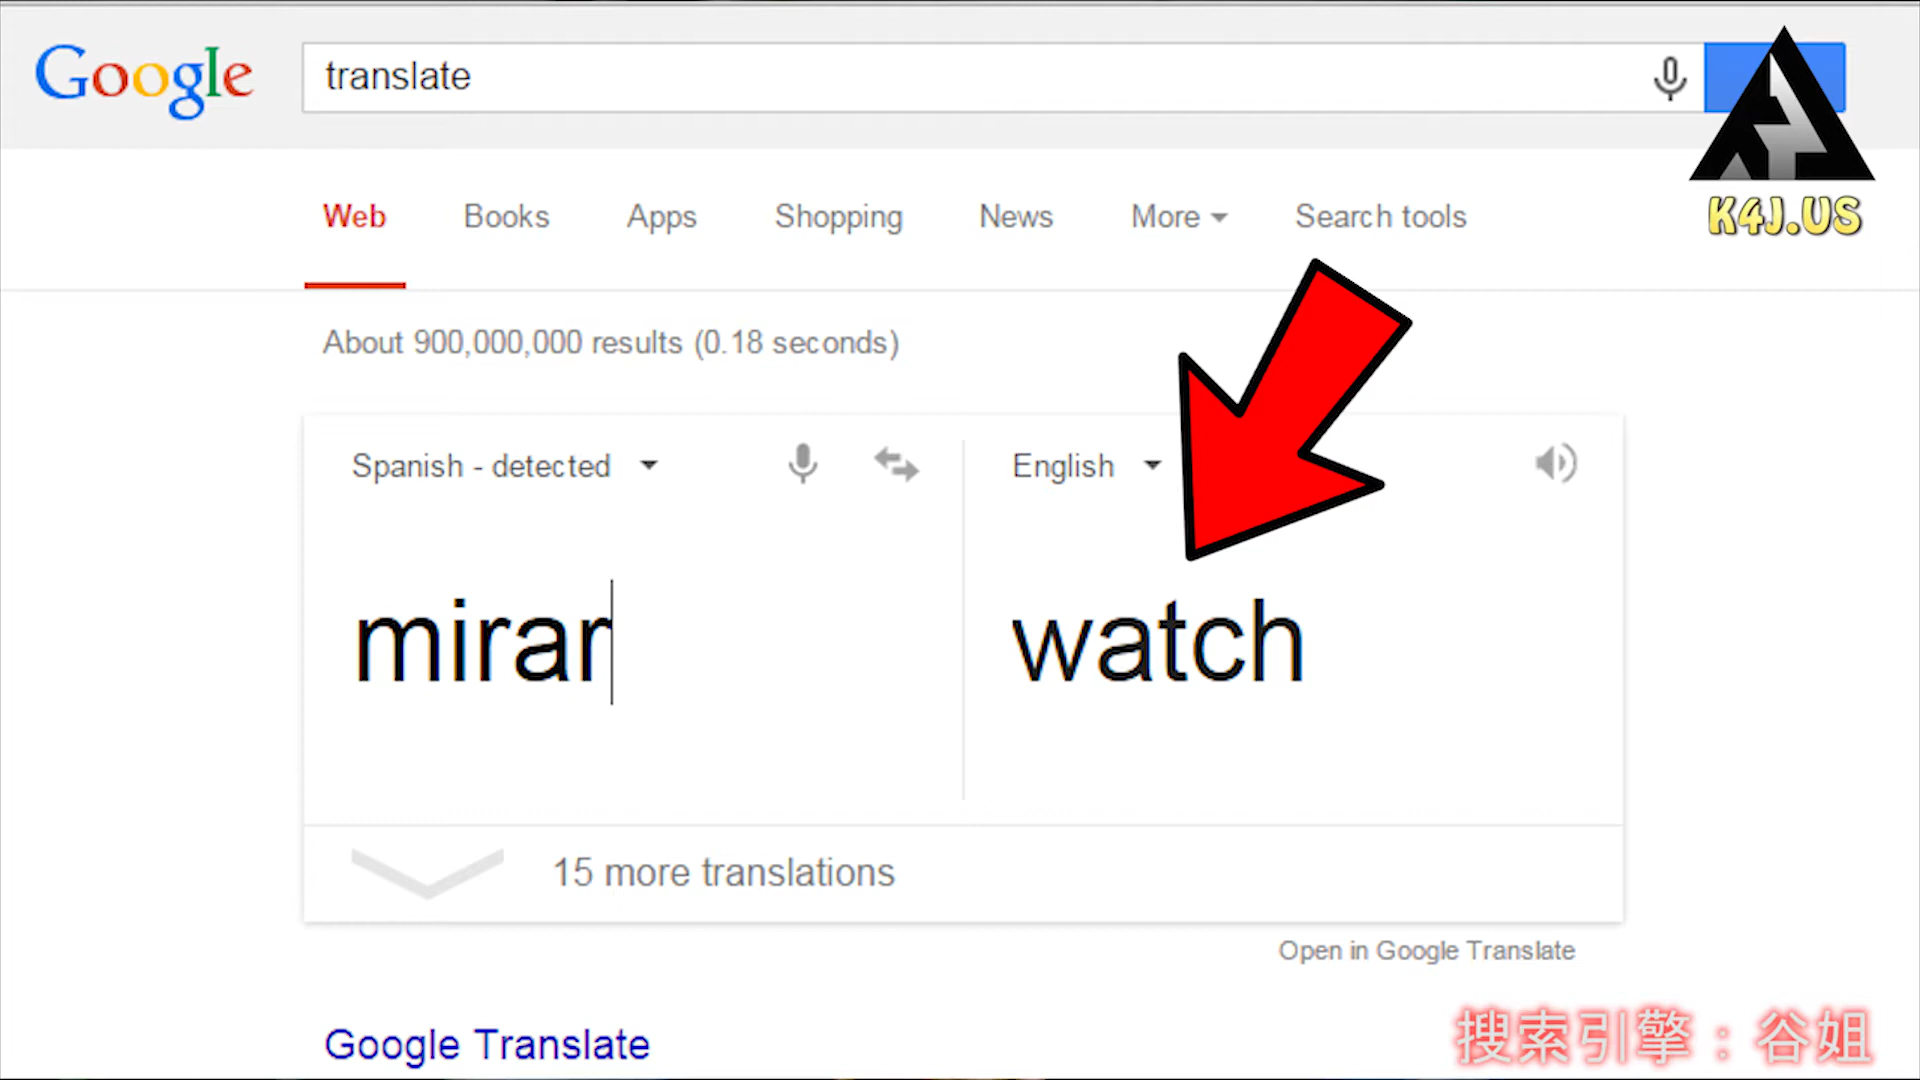 Google
translate
K4J.US
Web Books Apps Shopping News More Search tools
About 900,000,000 results (0.18 seconds)
Spanish - detected
English
mirar
watch
15 more translations
Open in Google Translate
Google Translate
搜索引擎：谷姐